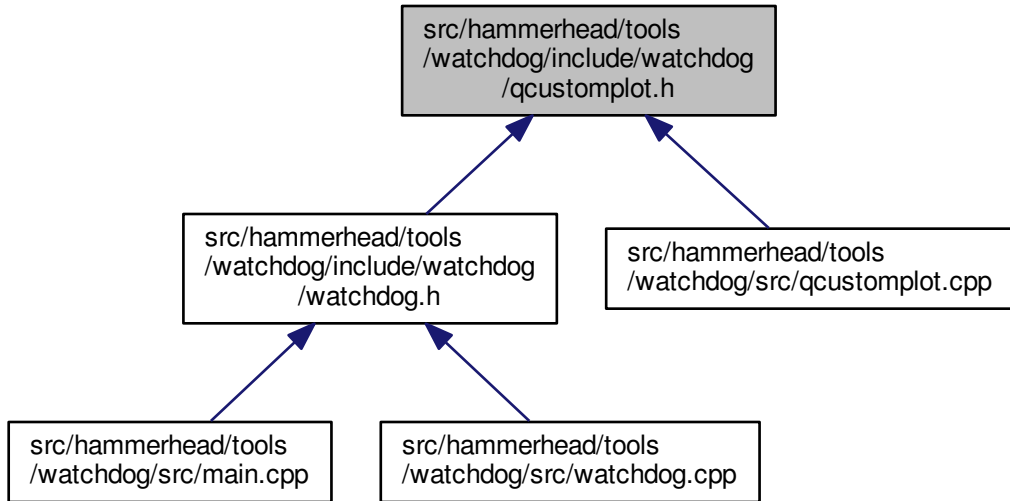 src/hammerhead/tools
/watchdog/include/watchdog
/qcustomplot.h
src/hammerhead/tools
/watchdog/include/watchdog
/watchdog.h
src/hammerhead/tools
/watchdog/src/qcustomplot.cpp
src/hammerhead/tools
/watchdog/src/main.cpp
src/hammerhead/tools
/watchdog/src/watchdog.cpp